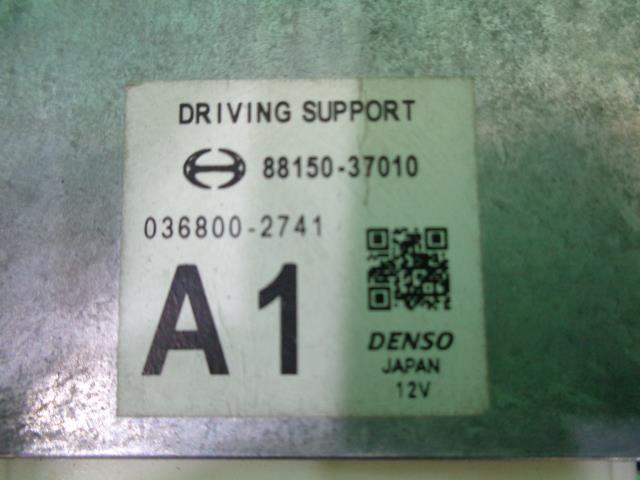 DRIVING SUPPORT
88150-37010
036800-2741
A1
DENSO
JAPAN
12V